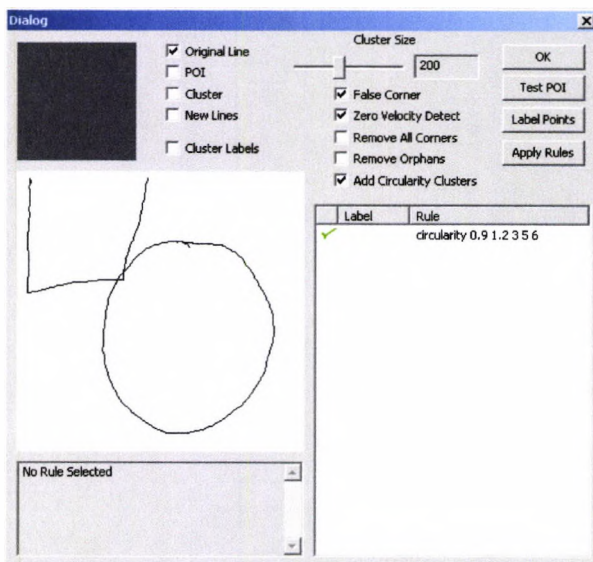 Dialog
Original Line
POI
Cluster
New Lines
Cluster Labels
Cluster Size
200
False Corner
Zero Velocity Detect
Remove All Corners
Remove Orphans
Add Circularity Clusters
OK
Test POI
Label Points
Apply Rules
Label Rule
circularity 0.9 1.2 3 5 6
No Rule Selected